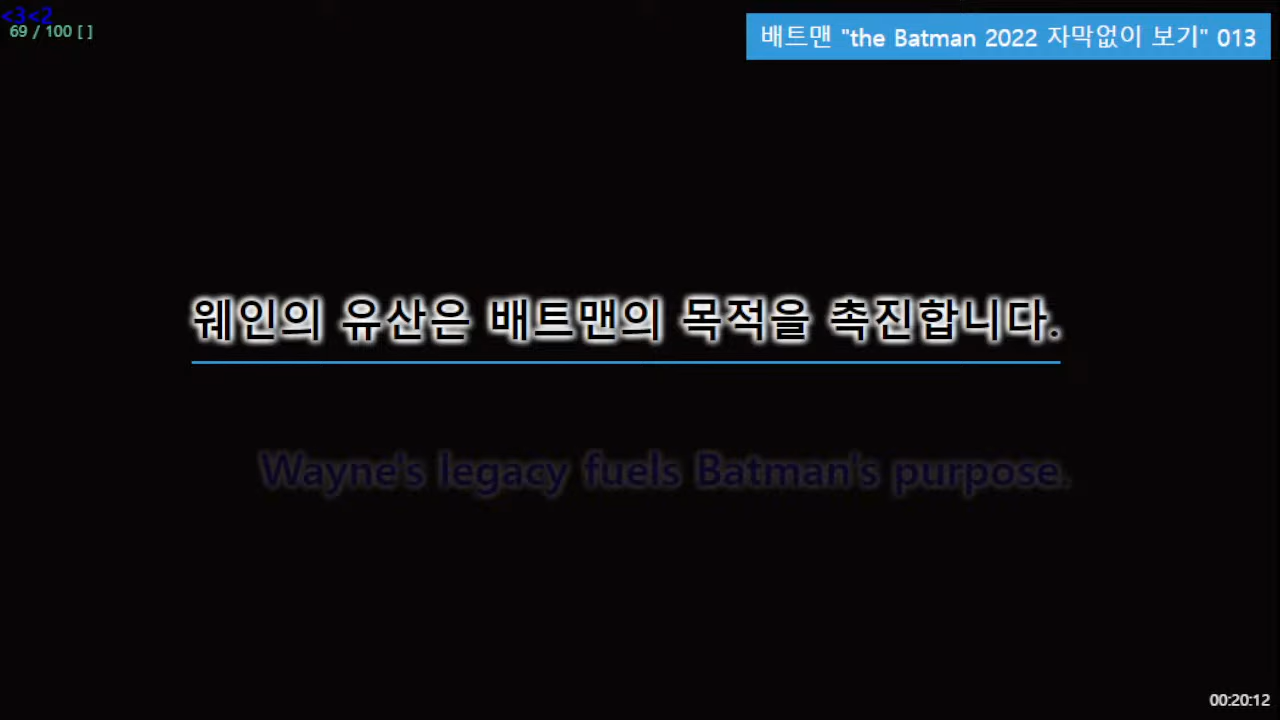 <3<2
69 / 100 [ ]
배트맨 "the Batman 2022 자막없이 보기" 013
웨인의 유산은 배트맨의 목적을 촉진합니다.
Wayne's legacy fuels Batman's purpose.
00:20:12